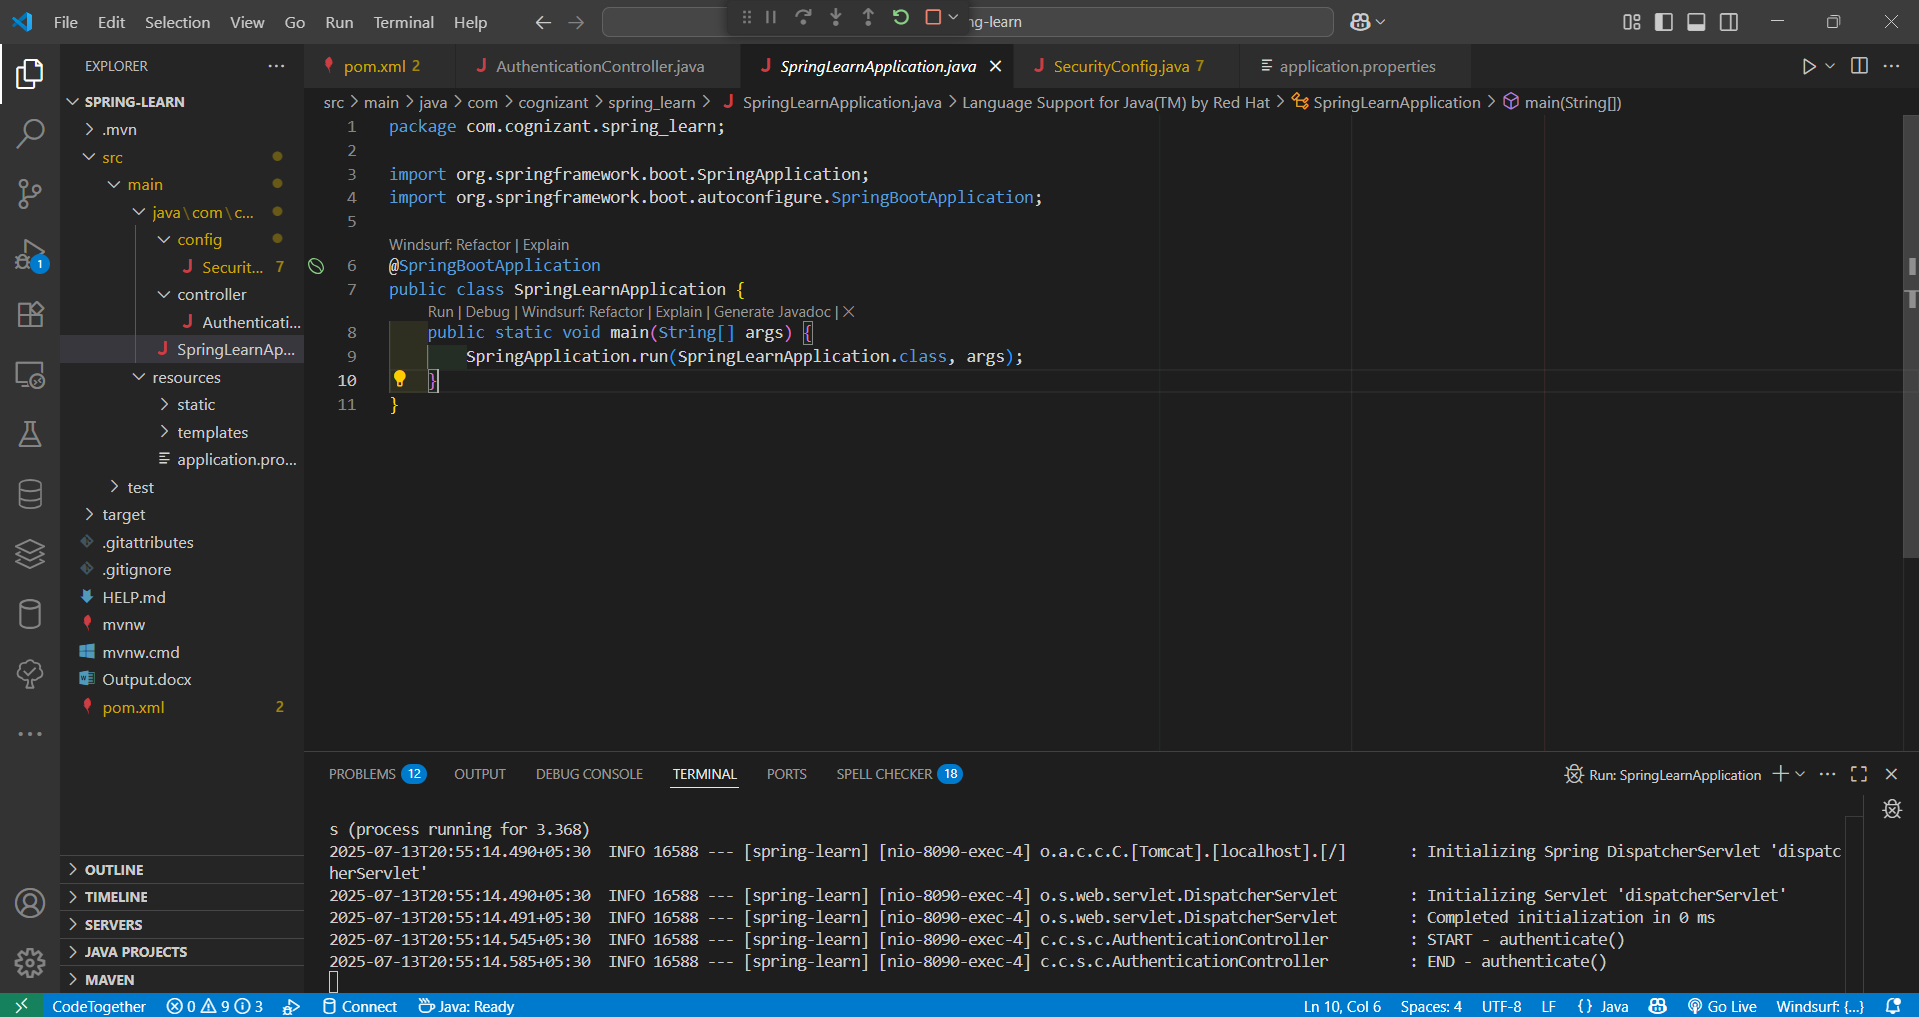 File Edit Selection View Go Run Terminal Help
ng-learn
EXPLORER
SPRING-LEARN
.mvn
src
main
java\com\c...
config
Securit... 7
controller
Authenticati...
SpringLearnAp...
resources
static
templates
application.pro...
test
target
.gitattributes
.gitignore
HELP.md
mvnw
mvnw.cmd
Output.docx
pom.xml 2
OUTLINE
TIMELINE
SERVERS
JAVA PROJECTS
MAVEN
1
pom.xml 2 AuthenticationController.java SpringLearnApplication.java SecurityConfig.java 7 application.properties
src > main > java > com > cognizant > spring_learn > SpringLearnApplication.java > Language Support for Java(TM) by Red Hat > SpringLearnApplication > main(String[])
1 package com.cognizant.spring_learn;
2
3 import org.springframework.boot.SpringApplication;
4 import org.springframework.boot.autoconfigure.SpringBootApplication;
5
Windsurf: Refactor | Explain
6 @SpringBootApplication
7 public class SpringLearnApplication {
Run | Debug | Windsurf: Refactor | Explain | Generate Javadoc | X
8 public static void main(String[] args) {
9 SpringApplication.run(SpringLearnApplication.class, args);
10 }
11 }
PROBLEMS 12 OUTPUT DEBUG CONSOLE TERMINAL PORTS SPELL CHECKER 18
Run: SpringLearnApplication
s (process running for 3.368)
2025-07-13T20:55:14.490+05:30 INFO 16588 --- [spring-learn] [nio-8090-exec-4] o.a.c.c.C.[Tomcat].[localhost].[/] : Initializing Spring DispatcherServlet 'dispatc
herServlet'
2025-07-13T20:55:14.490+05:30 INFO 16588 --- [spring-learn] [nio-8090-exec-4] o.s.web.servlet.DispatcherServlet : Initializing Servlet 'dispatcherServlet'
2025-07-13T20:55:14.491+05:30 INFO 16588 --- [spring-learn] [nio-8090-exec-4] o.s.web.servlet.DispatcherServlet : Completed initialization in 0 ms
2025-07-13T20:55:14.545+05:30 INFO 16588 --- [spring-learn] [nio-8090-exec-4] c.c.s.c.AuthenticationController : START - authenticate()
2025-07-13T20:55:14.585+05:30 INFO 16588 --- [spring-learn] [nio-8090-exec-4] c.c.s.c.AuthenticationController : END - authenticate()
CodeTogether 0 9 3 Connect Java: Ready Ln 10, Col 6 Spaces: 4 UTF-8 LF {} Java Go Live Windsurf: {...}